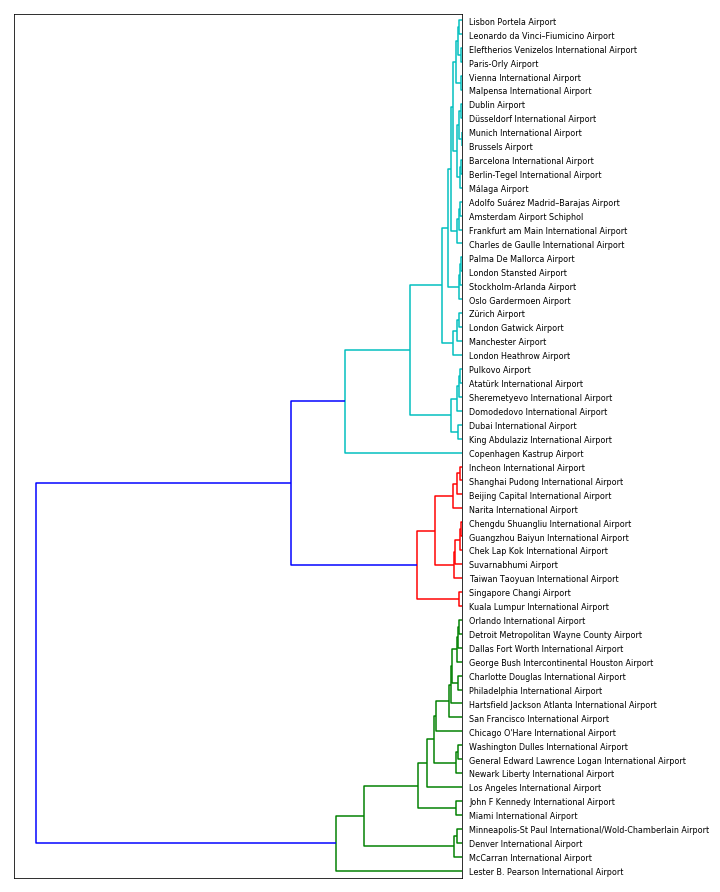 Lisbon Portela Airport
Leonardo da Vinci–Fiumicino Airport
Eleftherios Venizelos International Airport
Paris-Orly Airport
Vienna International Airport
Malpensa International Airport
Dublin Airport
Düsseldorf International Airport
Munich International Airport
Brussels Airport
Barcelona International Airport
Berlin-Tegel International Airport
Málaga Airport
Adolfo Suárez Madrid–Barajas Airport
Amsterdam Airport Schiphol
Frankfurt am Main International Airport
Charles de Gaulle International Airport
Palma De Mallorca Airport
London Stansted Airport
Stockholm-Arlanda Airport
Oslo Gardermoen Airport
Zürich Airport
London Gatwick Airport
Manchester Airport
London Heathrow Airport
Pulkovo Airport
Atatürk International Airport
Sheremetyevo International Airport
Domodedovo International Airport
Dubai International Airport
King Abdulaziz International Airport
Copenhagen Kastrup Airport
Incheon International Airport
Shanghai Pudong International Airport
Beijing Capital International Airport
Narita International Airport
Chengdu Shuangliu International Airport
Guangzhou Baiyun International Airport
Chek Lap Kok International Airport
Suvarnabhumi Airport
Taiwan Taoyuan International Airport
Singapore Changi Airport
Kuala Lumpur International Airport
Orlando International Airport
Detroit Metropolitan Wayne County Airport
Dallas Fort Worth International Airport
George Bush Intercontinental Houston Airport
Charlotte Douglas International Airport
Philadelphia International Airport
Hartsfield Jackson Atlanta International Airport
San Francisco International Airport
Chicago O'Hare International Airport
Washington Dulles International Airport
General Edward Lawrence Logan International Airport
Newark Liberty International Airport
Los Angeles International Airport
John F Kennedy International Airport
Miami International Airport
Minneapolis-St Paul International/Wold-Chamberlain Airport
Denver International Airport
McCarran International Airport
Lester B. Pearson International Airport